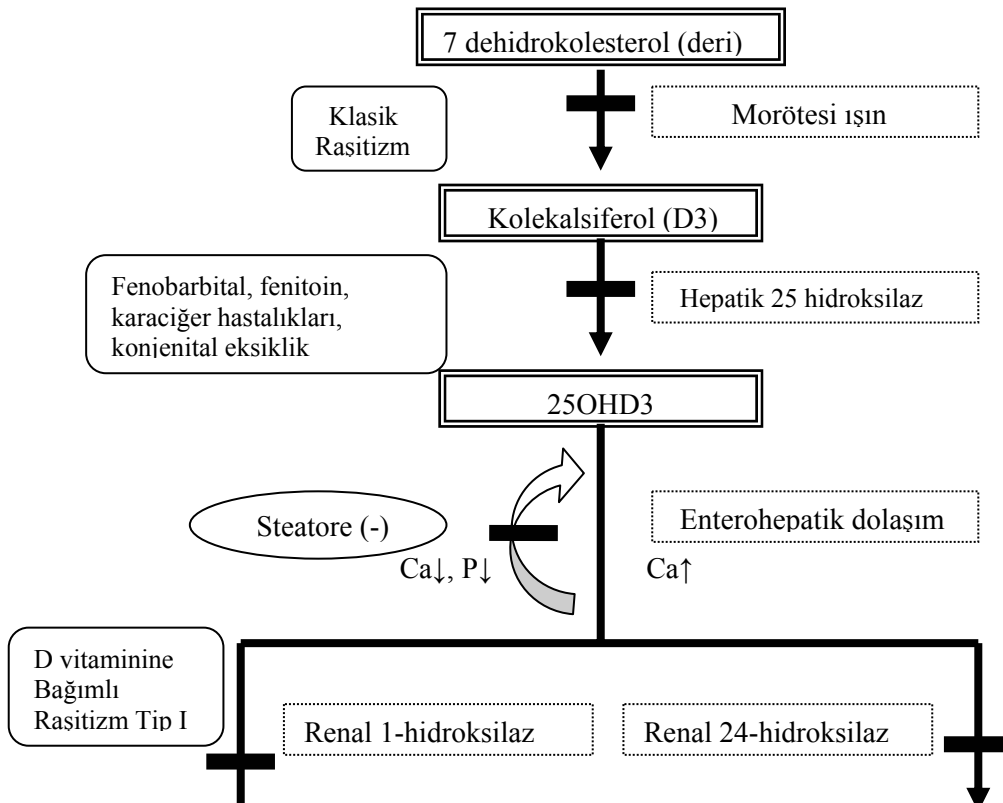 7 dehidrokolesterol (deri)
Klasik
Raşitizm
Morötesi ışın
Kolekalsiferol (D3)
Fenobarbital, fenitoin,
karaciğer hastalıkları,
konjenital eksiklik
Hepatik 25 hidroksilaz
25OHD3
Steatore (-)
Enterohepatik dolaşım
Ca↓, P↓
Ca↑
D vitaminine
Bağımlı
Raşitizm Tip I
Renal 1-hidroksilaz
Renal 24-hidroksilaz